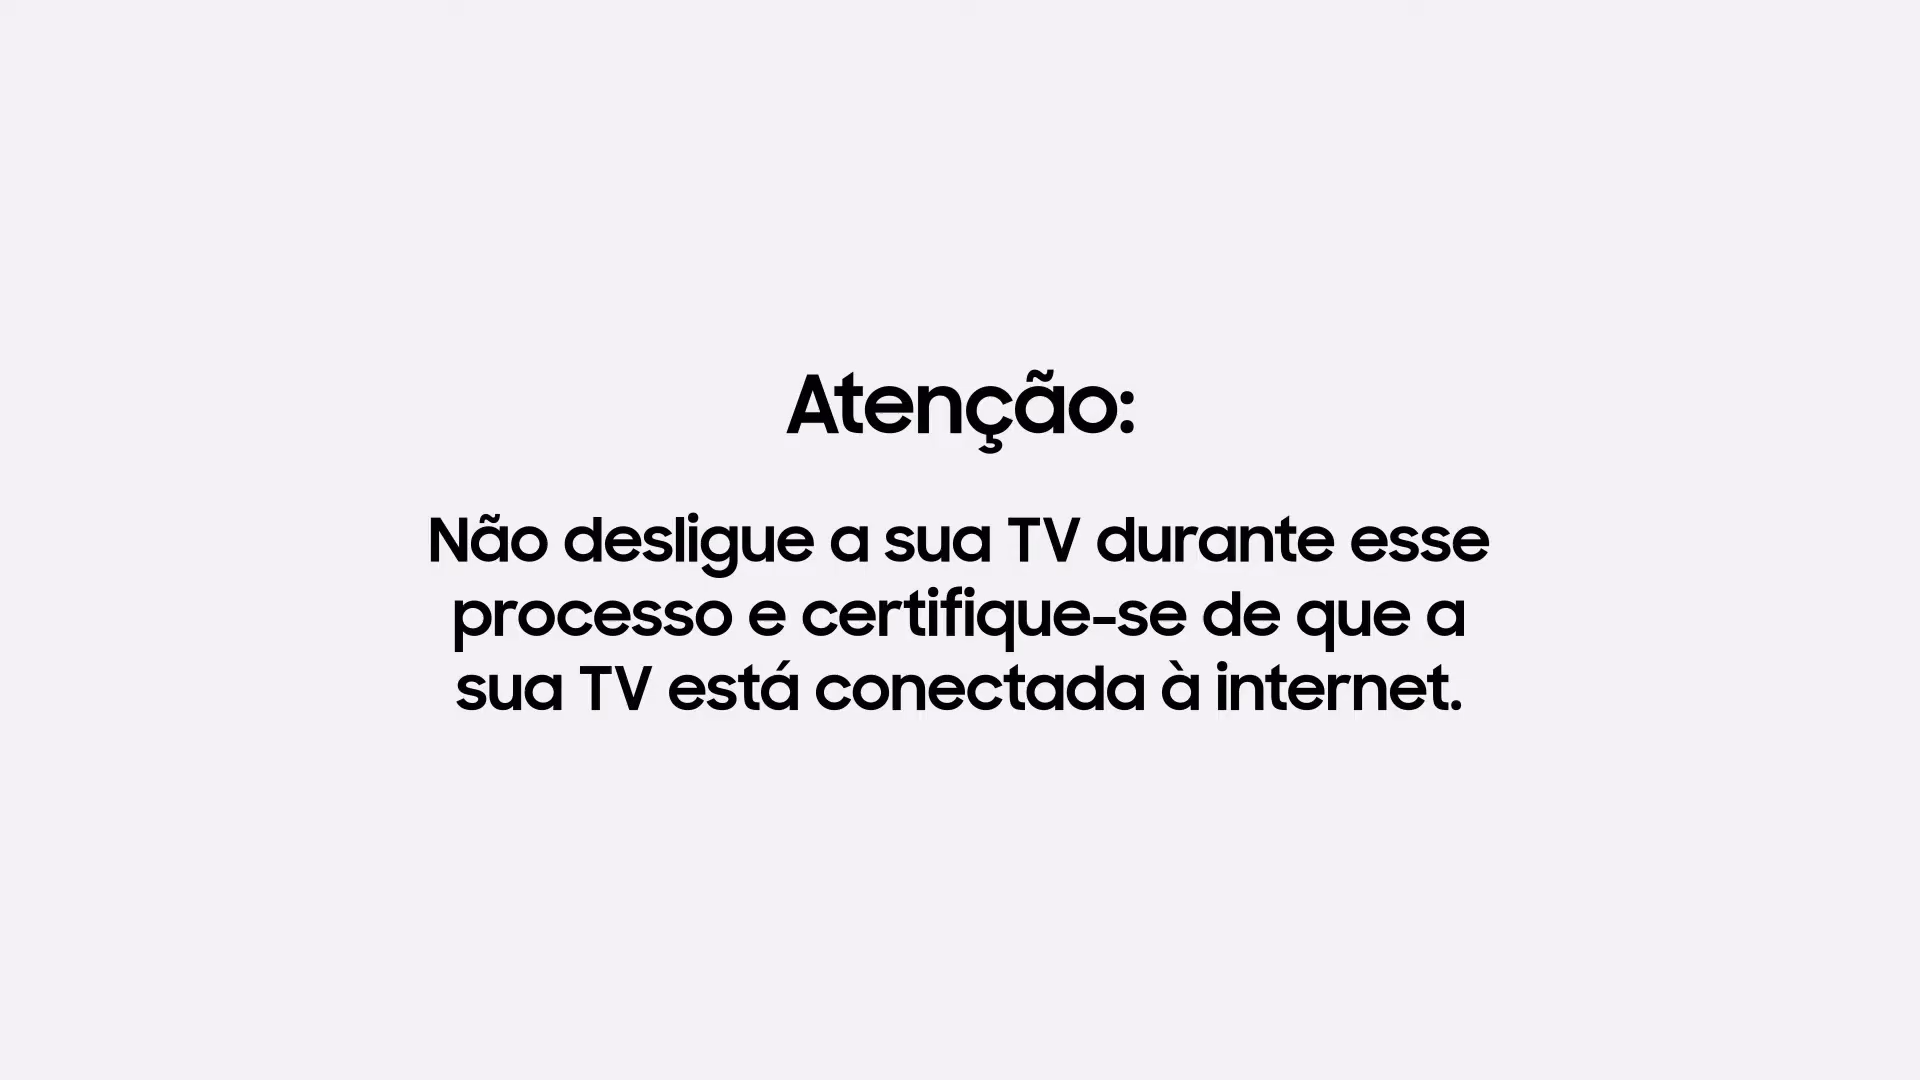 Atenção:
Não desligue a sua TV durante esse
processo e certifique-se de que a
sua TV está conectada à internet.